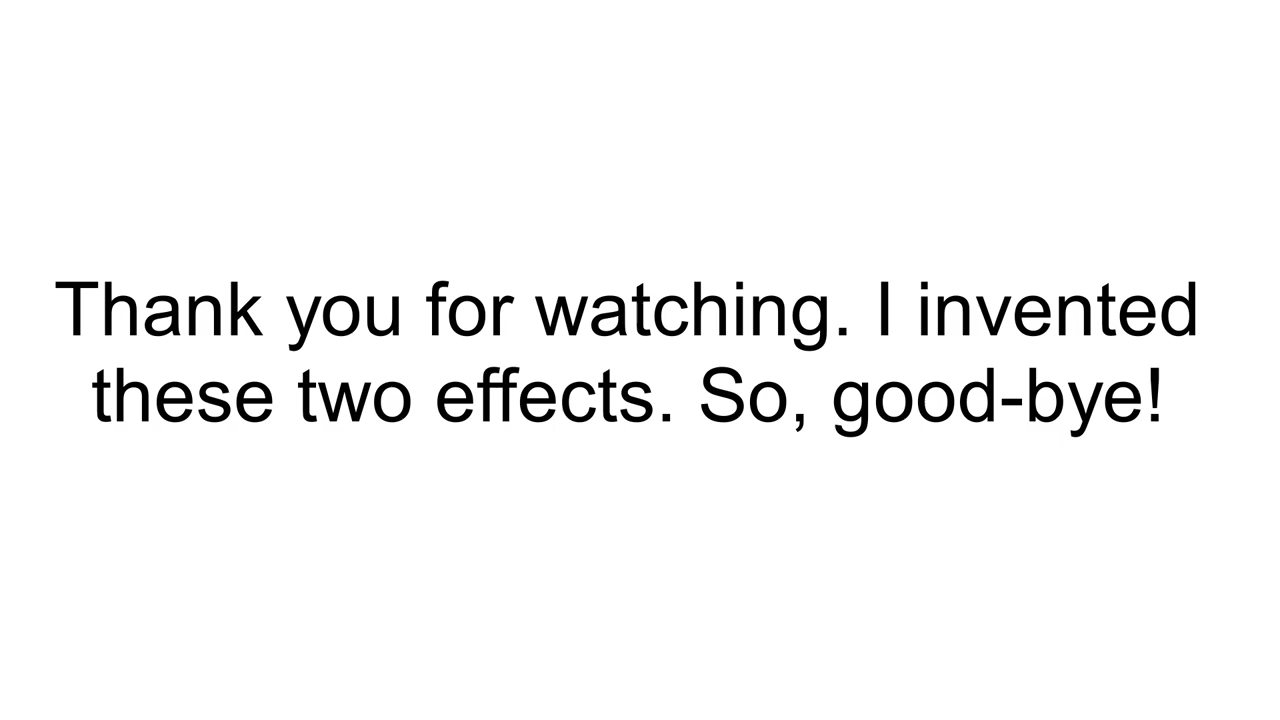 Thank you for watching. I invented
these two effects. So, good-bye!